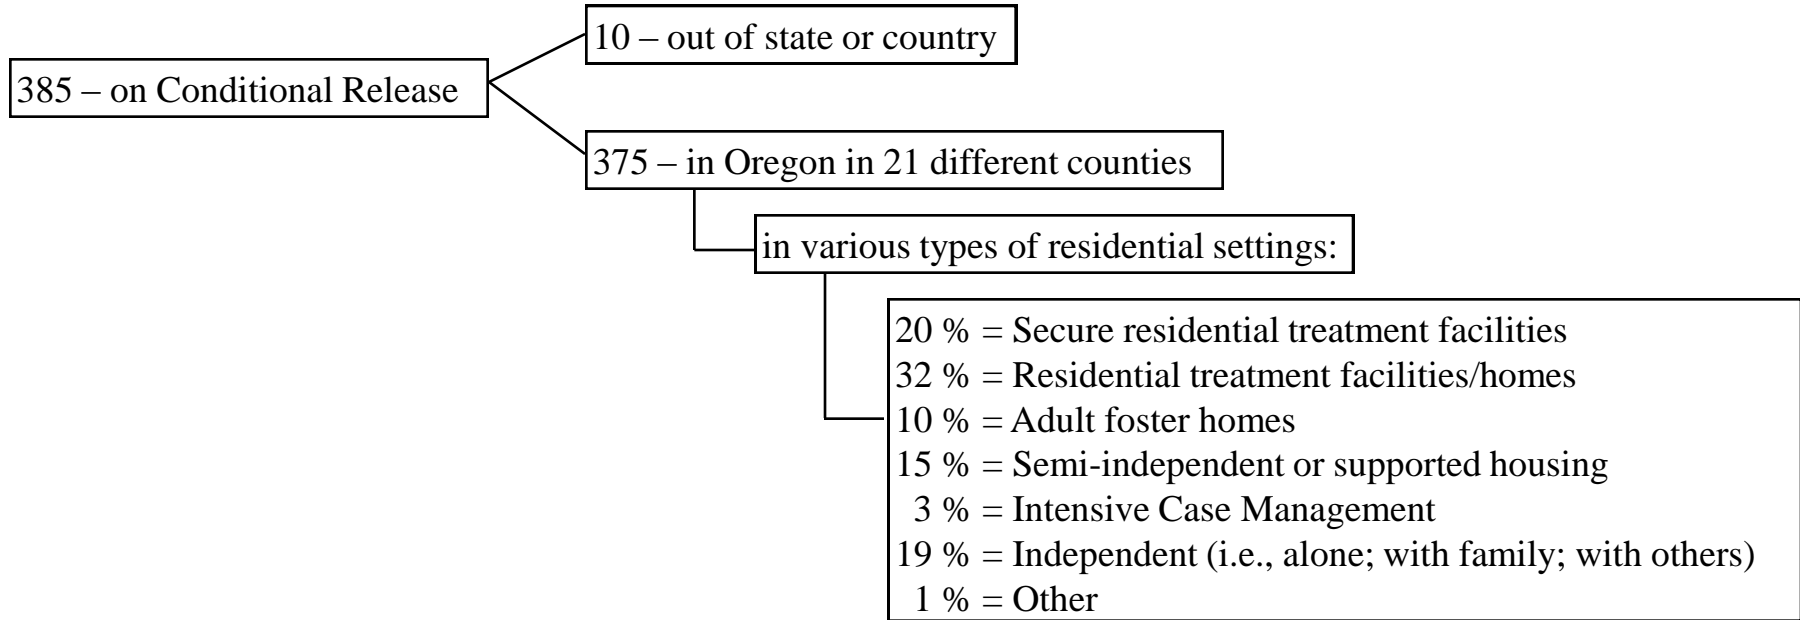 10 – out of state or country
385 – on Conditional Release
375 – in Oregon in 21 different counties
in various types of residential settings:
20 % = Secure residential treatment facilities
32 % = Residential treatment facilities/homes
10 % = Adult foster homes
15 % = Semi-independent or supported housing
3 % = Intensive Case Management
19 % = Independent (i.e., alone; with family; with others)
1 % = Other